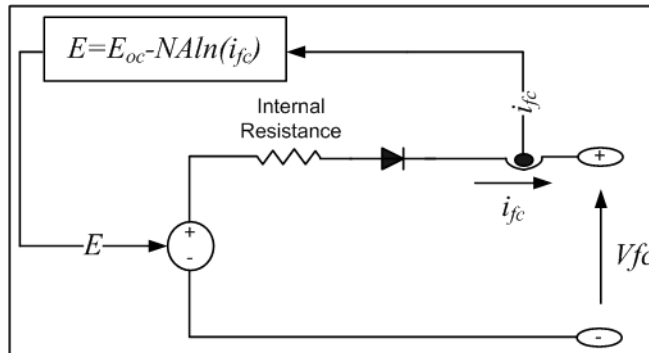 E=Eoc-NAln(ifc)
ifc
Internal
Resistance
+
ifc
E
+
-
Vfc
-